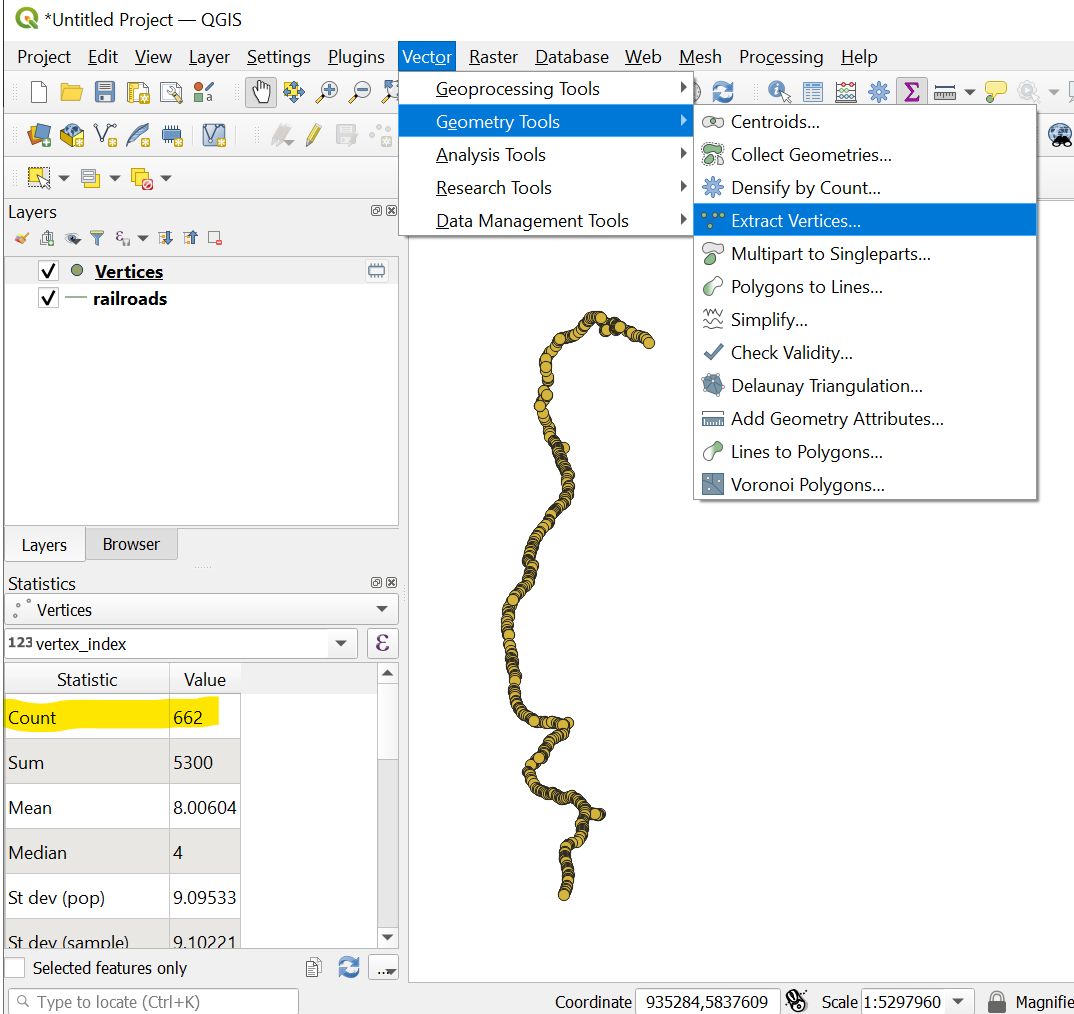 *Untitled Project — QGIS
Project Edit View Layer Settings Plugins Vector Raster Database Web Mesh Processing Help
Geoprocessing Tools
Geometry Tools
Analysis Tools
Research Tools
Data Management Tools
Centroids...
Collect Geometries...
Densify by Count...
Extract Vertices...
Multipart to Singleparts...
Polygons to Lines...
Simplify...
Check Validity...
Delaunay Triangulation...
Add Geometry Attributes...
Lines to Polygons...
Voronoi Polygons...
Layers
Vertices
railroads
Layers Browser
Statistics
Vertices
123 vertex_index
ε
Statistic Value
Count 662
Sum 5300
Mean 8.00604
Median 4
St dev (pop) 9.09533
St dev (sample) 9.10221
Selected features only
Type to locate (Ctrl+K)
Coordinate 935284,5837609 Scale 1:5297960 Magnifie